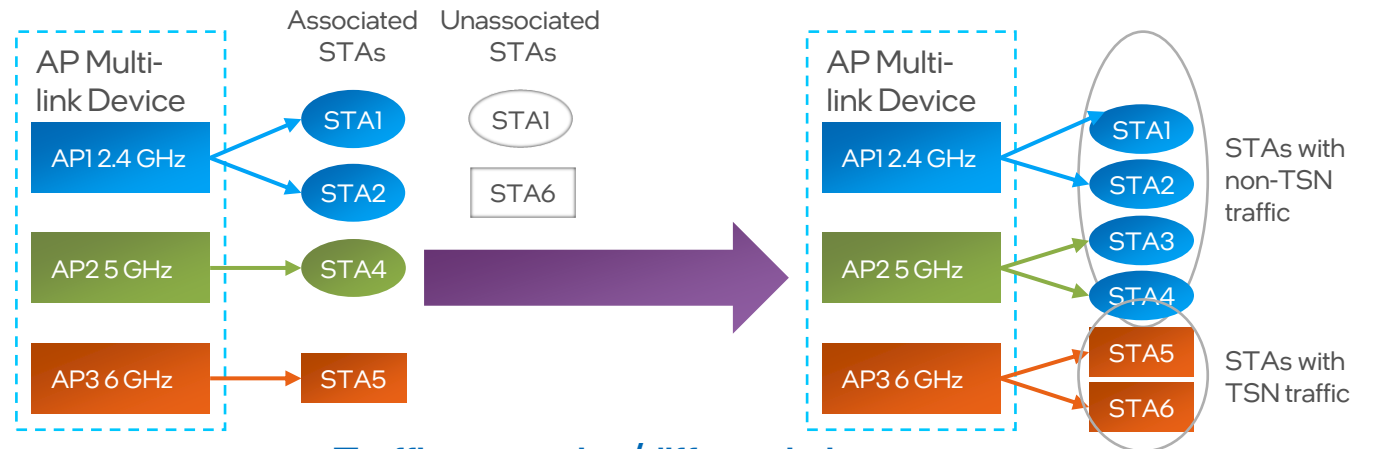 Associated
STAs
Unassociated
STAs
AP Multi-
link Device
AP1 2.4 GHz
STA1
STA2
STA1
STA6
AP2 5 GHz
STA4
AP3 6 GHz
STA5
AP Multi-
link Device
AP1 2.4 GHz
STA1
STA2
AP2 5 GHz
STA3
STA4
AP3 6 GHz
STA5
STA6
STAs with
non-TSN
traffic
STAs with
TSN traffic